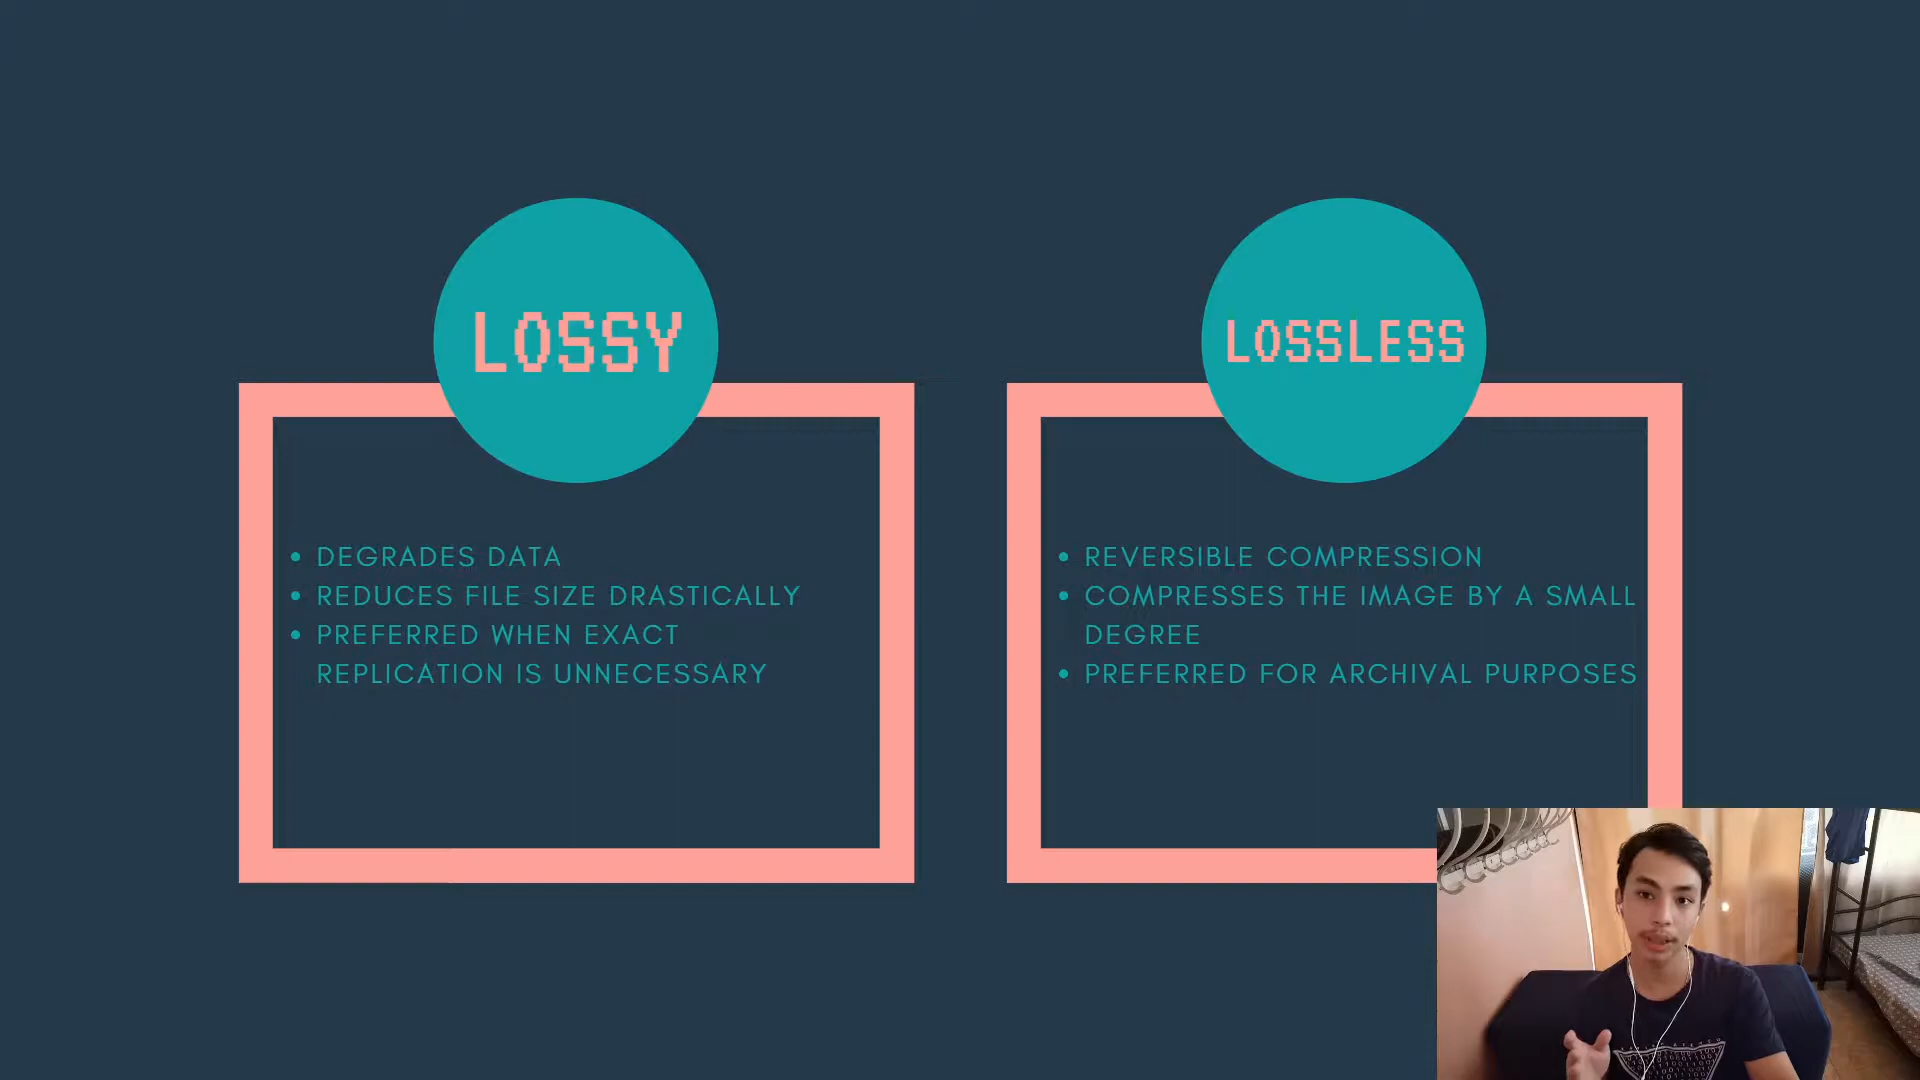 LOSSY
DEGRADES DATA
REDUCES FILE SIZE DRASTICALLY
PREFERRED WHEN EXACT
REPLICATION IS UNNECESSARY
LOSSLESS
REVERSIBLE COMPRESSION
COMPRESSES THE IMAGE BY A SMALL
DEGREE
PREFERRED FOR ARCHIVAL PURPOSES